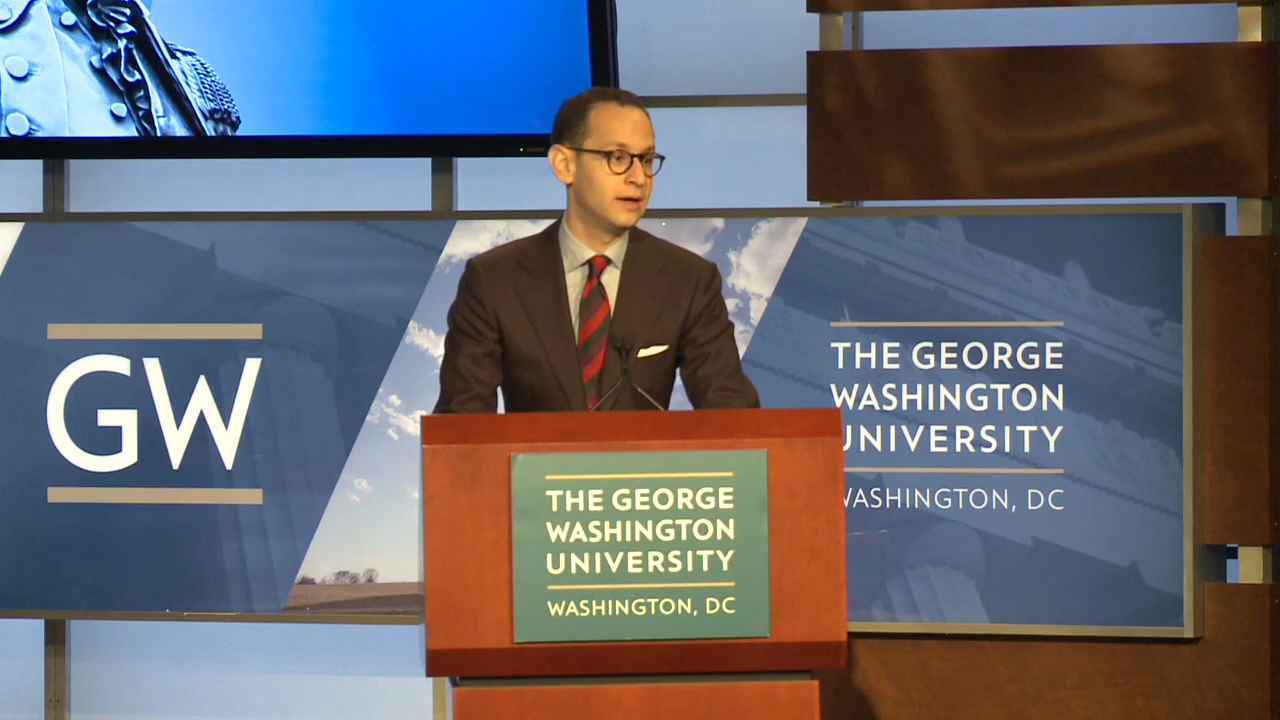 GW
THE GEORGE
WASHINGTON
UNIVERSITY
WASHINGTON, DC
THE GEORGE
WASHINGTON
UNIVERSITY
WASHINGTON, DC